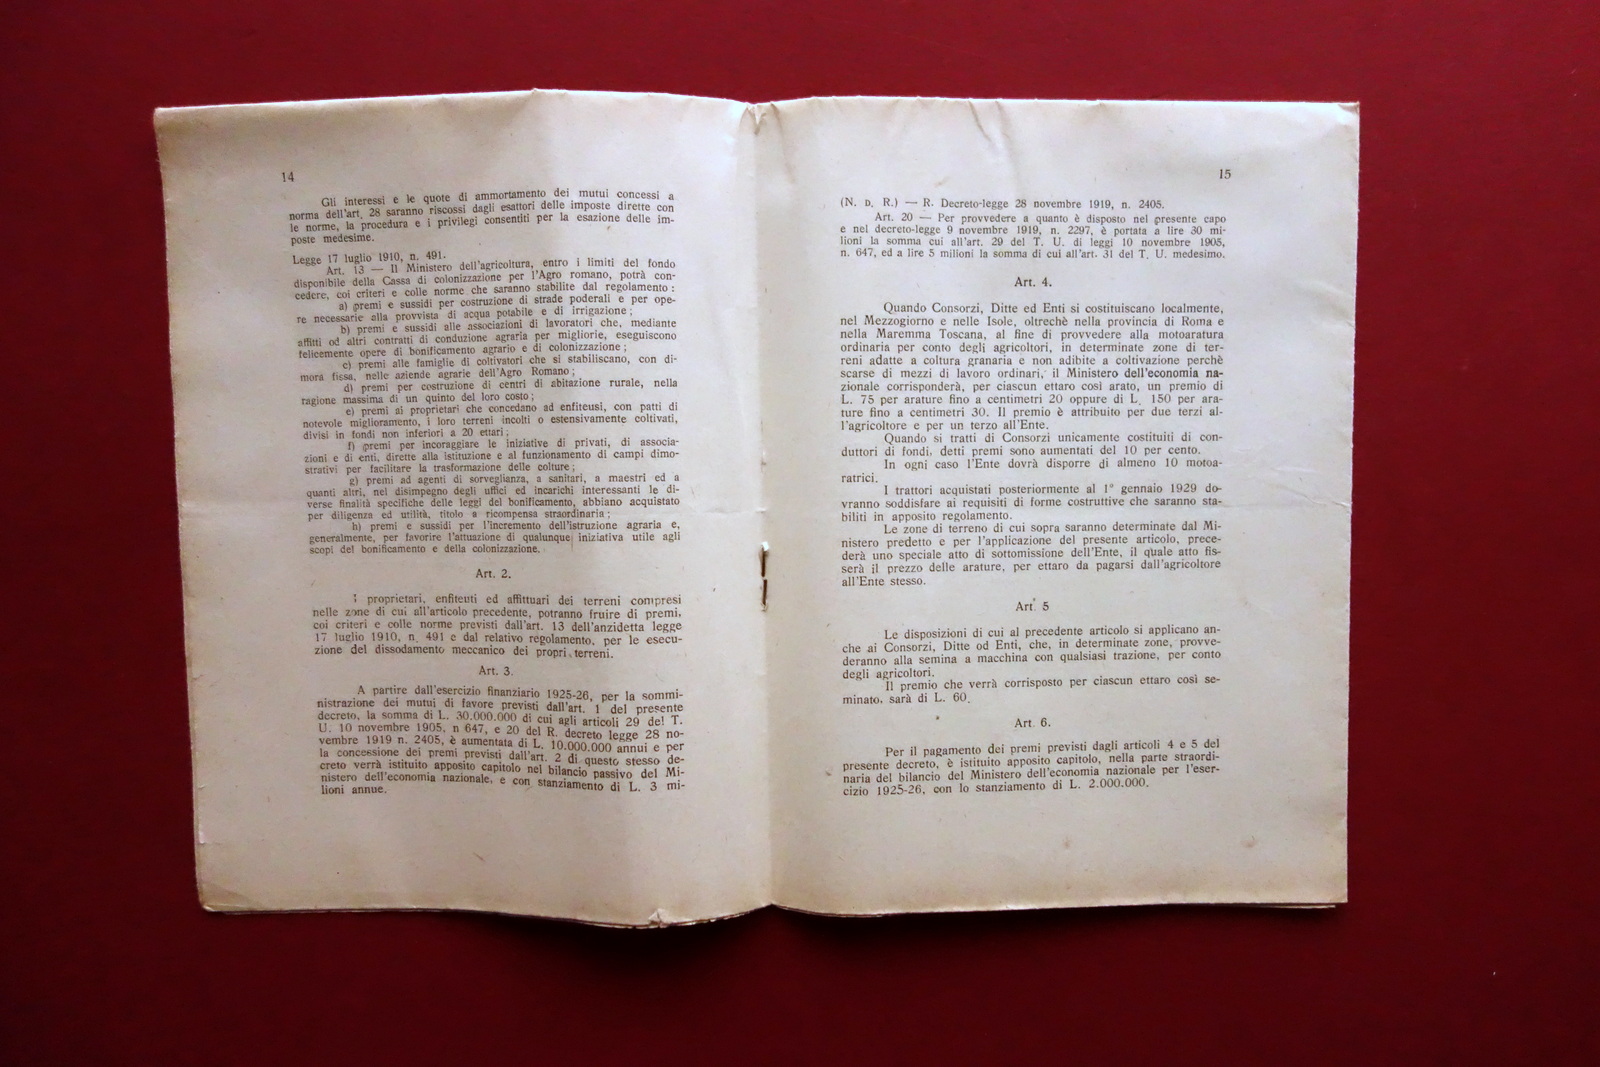 14
Gli interessi e le quote di ammortamento dei mutui concessi a
norma dell'art. 28 saranno riscossi dagli esattori delle imposte dirette con
le norme, la procedura e i privilegi consentiti per la esazione delle im-
poste medesime.
Legge 17 luglio 1910, n. 491.
Art. 13 — Il Ministero dell'agricoltura, entro i limiti del fondo
disponibile della Cassa di colonizzazione per l'Agro romano, potrà con-
cedere, coi criteri e colle norme che saranno stabilite dal regolamento :
a) premi e sussidi per costruzione di strade poderali e per ope-
re necessarie alla provvista di acqua potabile e di irrigazione ;
b) premi e sussidi alle associazioni di lavoratori che, mediante
affitti od altri contratti di conduzione agraria per migliorie, eseguiscono
felicemente opere di bonificamento agrario e di colonizzazione ;
c) premi alle famiglie di coltivatori che si stabiliscano, con di-
mora fissa, nelle aziende agrarie dell'Agro Romano ;
d) premi per costruzione di centri di abitazione rurale, nella
ragione massima di un quinto del loro costo ;
e) premi ai proprietari che concedano ad enfiteusi, con patti di
notevole miglioramento, i loro terreni incolti o estensivamente coltivati,
divisi in fondi non inferiori a 20 ettari ;
f) premi per incoraggiare le iniziative di privati, di associa-
zioni e di enti, dirette alla istituzione e al funzionamento di campi dimo-
strativi per facilitare la trasformazione delle colture ;
g) premi ad agenti di sorveglianza, a sanitari, a maestri ed a
quanti altri, nel disimpegno degli uffici ed incarichi interessanti le di-
verse finalità specifiche delle leggi del bonificamento, abbiano acquistato
per diligenza ed utilità, titolo a ricompensa straordinaria ;
h) premi e sussidi per l'incremento dell'istruzione agraria e,
generalmente, per favorire l'attuazione di qualunque iniziativa utile agli
scopi del bonificamento e della colonizzazione.
Art. 2.
I proprietari, enfiteuti ed affittuari dei terreni compresi
nelle zone di cui all'articolo precedente, potranno fruire di premi,
coi criteri e colle norme previsti dall'art. 13 dell'anzidetta legge
17 luglio 1910, n. 491 e dal relativo regolamento, per le esecu-
zione del dissodamento meccanico dei propri terreni.
Art. 3.
A partire dall'esercizio finanziario 1925-26, per la sommi-
nistrazione dei mutui di favore previsti dall'art. 1 del presente
decreto, la somma di L. 30.000.000 di cui agli articoli 29 del T.
U. 10 novembre 1905, n 647, e 20 del R. decreto legge 28 no-
vembre 1919 n. 2405, è aumentata di L. 10.000.000 annui e per
la concessione dei premi previsti dall'art. 2 di questo stesso de-
creto verrà istituito apposito capitolo nel bilancio passivo del Mi-
nistero dell'economia nazionale, e con stanziamento di L. 3 mi-
lioni annue.
15
(N. D. R.) — R. Decreto-legge 28 novembre 1919, n. 2405.
Art. 20 — Per provvedere a quanto è disposto nel presente capo
e nel decreto-legge 9 novembre 1919, n. 2297, è portata a lire 30 mi-
lioni la somma cui all'art. 29 del T. U. di leggi 10 novembre 1905,
n. 647, ed a lire 5 milioni la somma di cui all'art. 31 del T. U. medesimo.
Art. 4.
Quando Consorzi, Ditte ed Enti si costituiscano localmente,
nel Mezzogiorno e nelle Isole, oltrechè nella provincia di Roma e
nella Maremma Toscana, al fine di provvedere alla motoaratura
ordinaria per conto degli agricoltori, in determinate zone di ter-
reni adatte a coltura granaria e non adibite a coltivazione perchè
scarse di mezzi di lavoro ordinari, il Ministero dell'economia na-
zionale corrisponderà, per ciascun ettaro così arato, un premio di
L. 75 per arature fino a centimetri 20 oppure di L. 150 per ara-
ture fino a centimetri 30. Il premio è attribuito per due terzi al-
l'agricoltore e per un terzo all'Ente.
Quando si tratti di Consorzi unicamente costituiti di con-
duttori di fondi, detti premi sono aumentati del 10 per cento.
In ogni caso l'Ente dovrà disporre di almeno 10 motoa-
ratrici.
I trattori acquistati posteriormente al 1° gennaio 1929 do-
vranno soddisfare ai requisiti di forme costruttive che saranno sta-
biliti in apposito regolamento.
Le zone di terreno di cui sopra saranno determinate dal Mi-
nistero predetto e per l'applicazione del presente articolo, prece-
derà uno speciale atto di sottomissione dell'Ente, il quale atto fis-
serà il prezzo delle arature, per ettaro da pagarsi dall'agricoltore
all'Ente stesso.
Art. 5
Le disposizioni di cui al precedente articolo si applicano an-
che ai Consorzi, Ditte od Enti, che, in determinate zone, provve-
deranno alla semina a macchina con qualsiasi trazione, per conto
degli agricoltori.
Il premio che verrà corrisposto per ciascun ettaro così se-
minato, sarà di L. 60.
Art. 6.
Per il pagamento dei premi previsti dagli articoli 4 e 5 del
presente decreto, è istituito apposito capitolo, nella parte straordi-
naria del bilancio del Ministero dell'economia nazionale per l'eser-
cizio 1925-26, con lo stanziamento di L. 2.000.000.